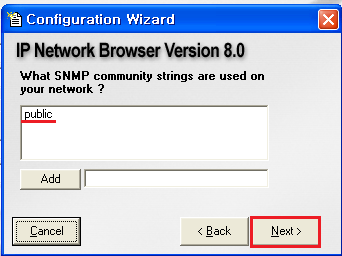 Configuration Wizard
IP Network Browser Version 8.0
What SNMP community strings are used on
your network ?
public
Add
Cancel
< Back
Next >